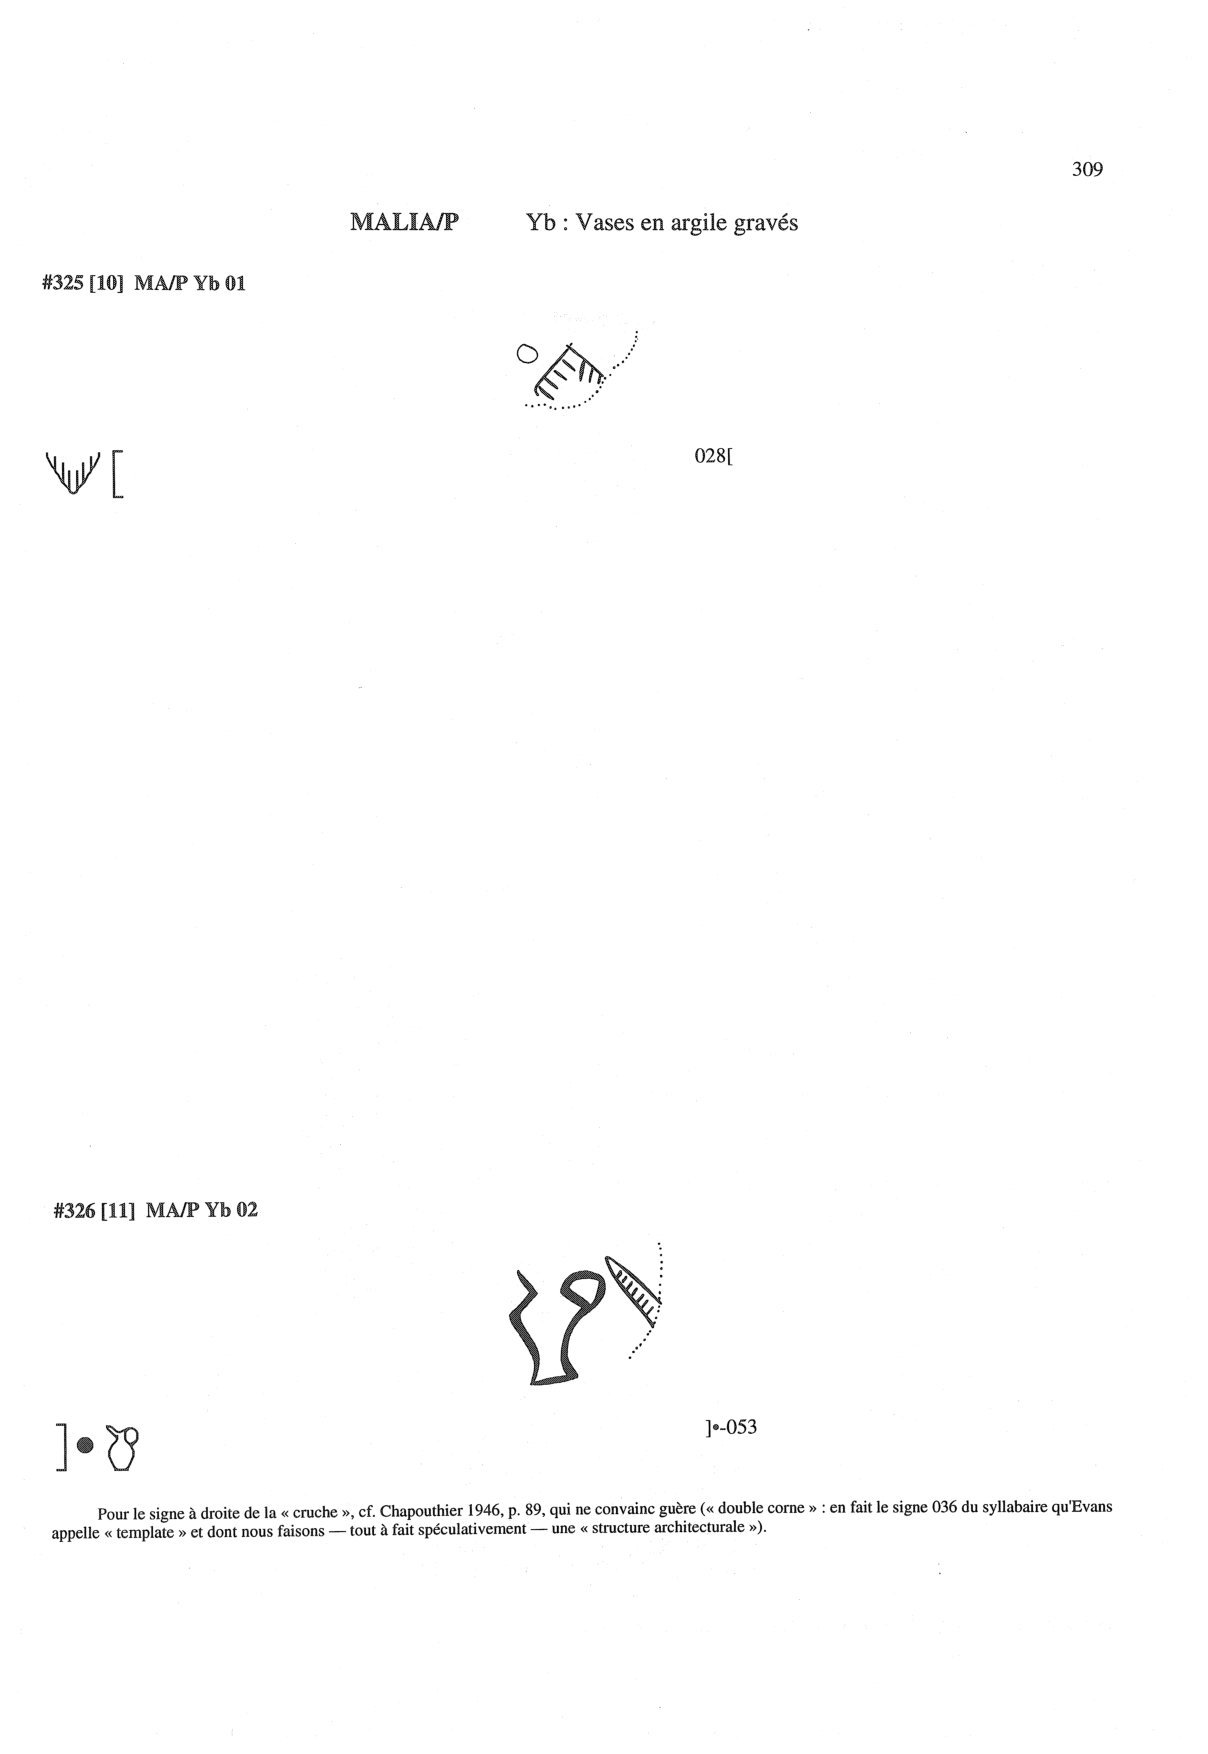 309
MALIA/P Yb : Vases en argile gravés
#325 [10] MA/P Yb 01
[
028[
#326 [11] MA/P Yb 02
]•
]•-053
Pour le signe à droite de la « cruche », cf. Chapouthier 1946, p. 89, qui ne convainc guère (« double corne » : en fait le signe 036 du syllabaire qu'Evans
appelle « template » et dont nous faisons — tout à fait spéculativement — une « structure architecturale »).